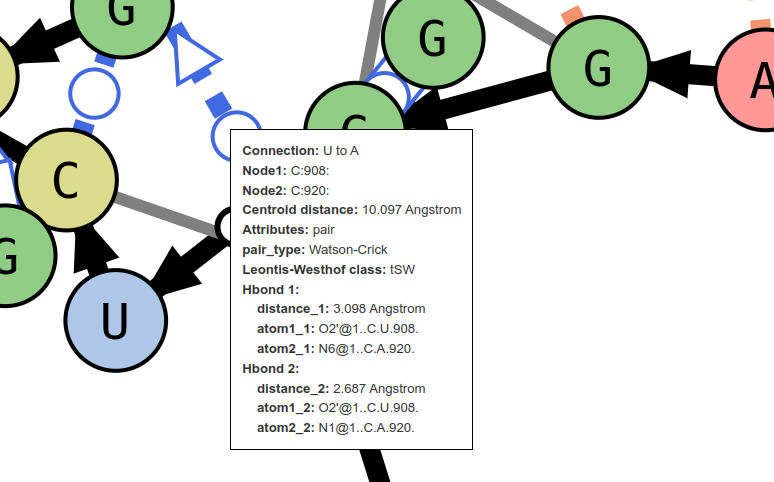 G
G
G
A
G
C
G
U
Connection: U to A
Node1: C:908:
Node2: C:920:
Centroid distance: 10.097 Angstrom
Attributes: pair
pair_type: Watson-Crick
Leontis-Westhof class: tSW
Hbond 1:
distance_1: 3.098 Angstrom
atom1_1: O2'@1..C.U.908.
atom2_1: N6@1..C.A.920.
Hbond 2:
distance_2: 2.687 Angstrom
atom1_2: O2'@1..C.U.908.
atom2_2: N1@1..C.A.920.